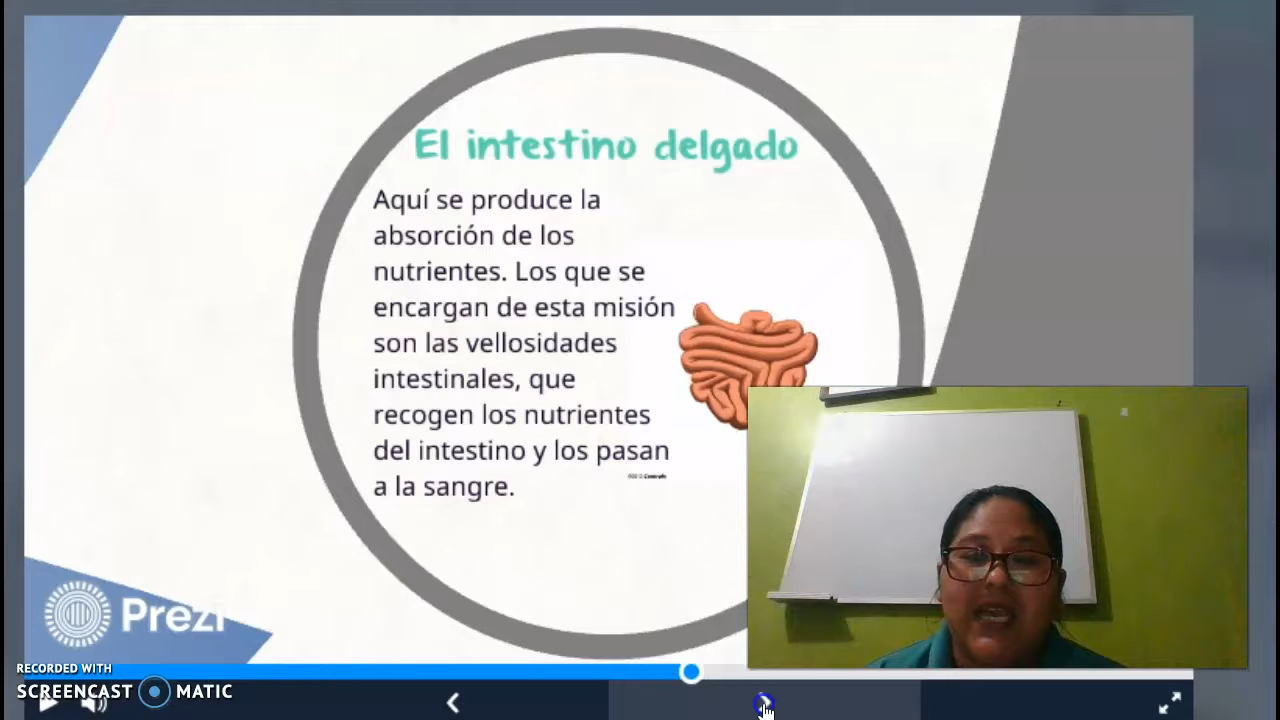 El intestino delgado
Aquí se produce la
absorción de los
nutrientes. Los que se
encargan de esta misión
son las vellosidades
intestinales, que
recogen los nutrientes
del intestino y los pasan
a la sangre.
Prezi
RECORDED WITH
SCREENCAST MATIC